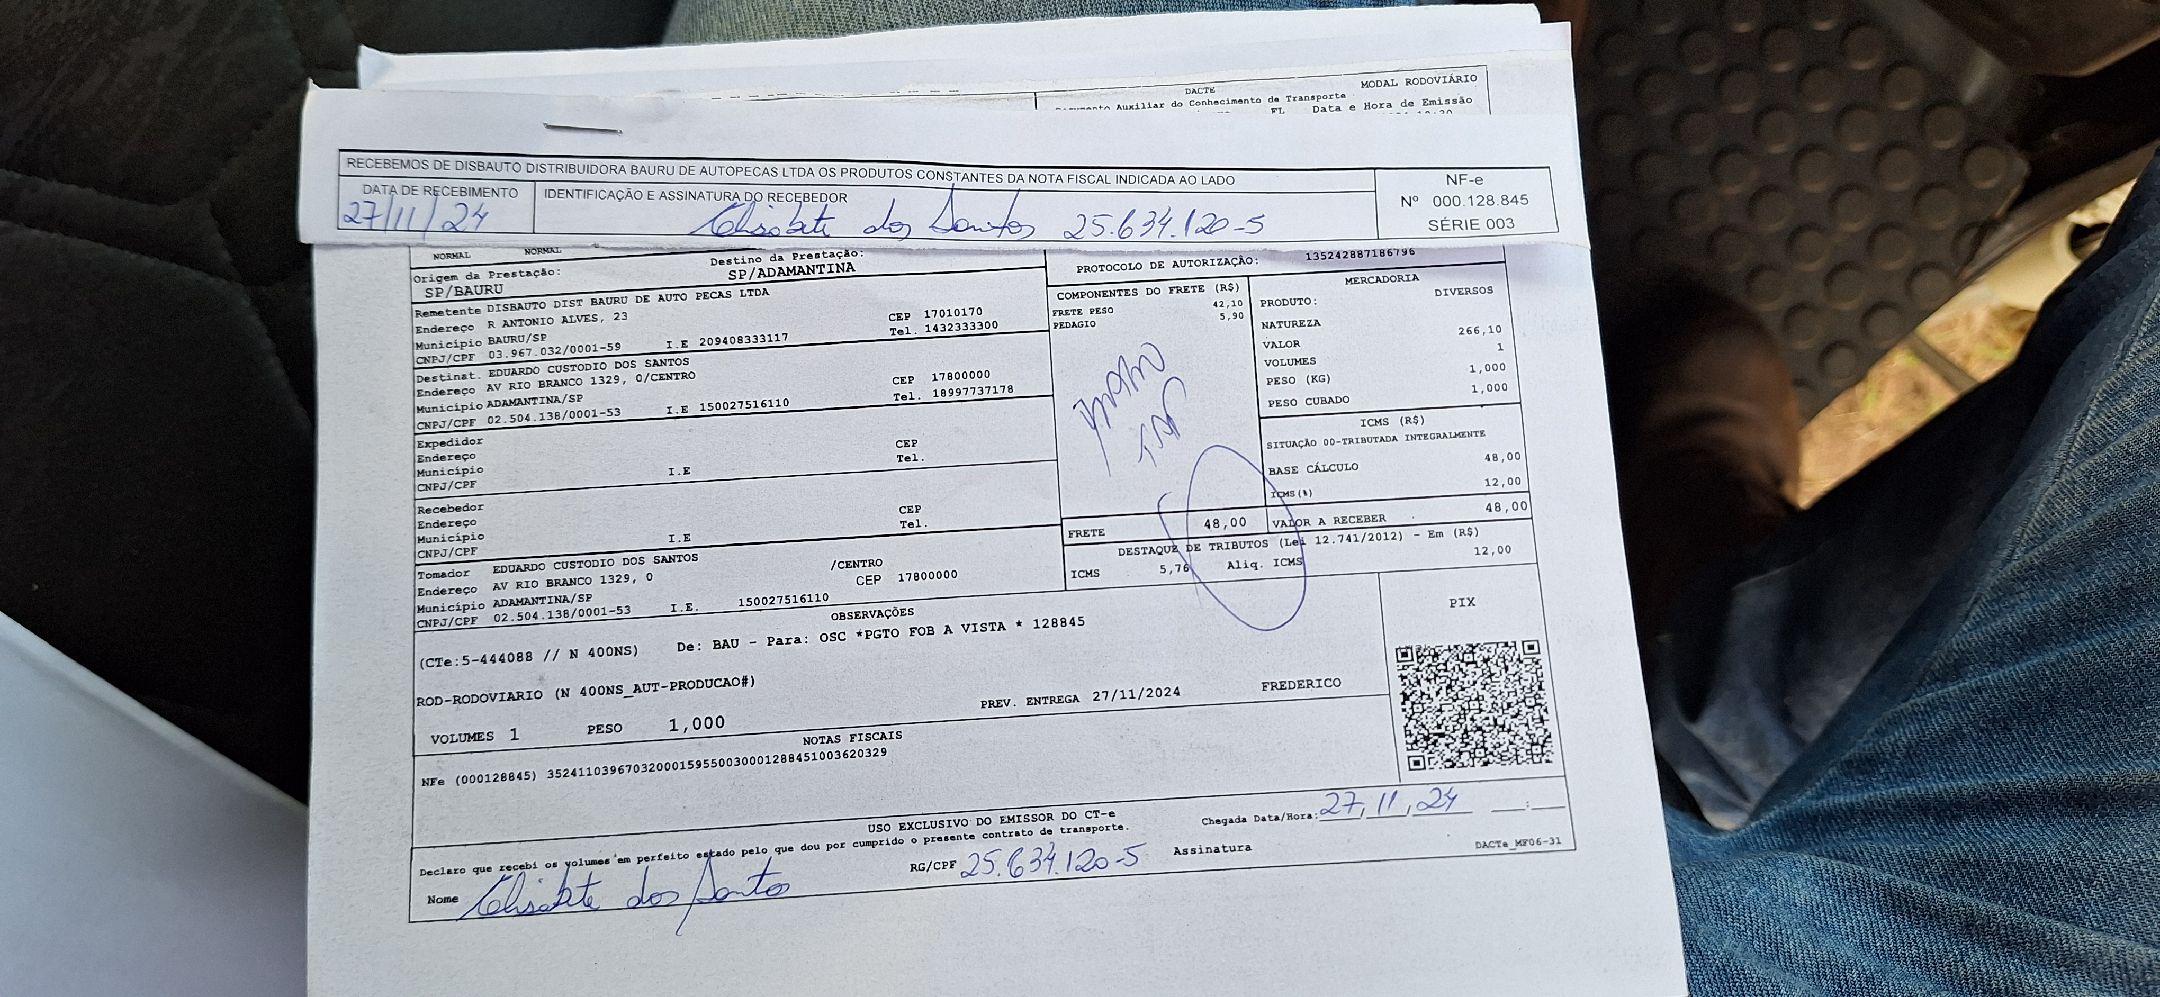 DACTE
MODAL RODOVIÁRIO
Auxiliar do Conhecimento de Transporte
FL Data e Hora de Emissão
RECEBEMOS DE DISBAUTO DISTRIBUIDORA BAURU DE AUTOPECAS LTDA OS PRODUTOS CONSTANTES DA NOTA FISCAL INDICADA AO LADO
DATA DE RECEBIMENTO
27/11/24
IDENTIFICAÇÃO E ASSINATURA DO RECEBEDOR
Elisabete dos Santos 25.634.120-5
NF-e
Nº 000.128.845
SÉRIE 003
NORMAL NORMAL
Origem da Prestação:
SP/BAURU
Destino da Prestação:
SP/ADAMANTINA
PROTOCOLO DE AUTORIZAÇÃO: 135242887186796
Remetente DISBAUTO DIST BAURU DE AUTO PECAS LTDA
Endereço R ANTONIO ALVES, 23 CEP 17010170
Município BAURU/SP Tel. 1432333300
CNPJ/CPF 03.967.032/0001-59 I.E 209408333117
Destinat. EDUARDO CUSTODIO DOS SANTOS
Endereço AV RIO BRANCO 1329, 0/CENTRO CEP 17800000
Município ADAMANTINA/SP Tel. 18997737178
CNPJ/CPF 02.504.138/0001-53 I.E 150027516110
Expedidor CEP
Endereço Tel.
Município I.E
CNPJ/CPF
Recebedor CEP
Endereço Tel.
Município I.E
CNPJ/CPF
Tomador EDUARDO CUSTODIO DOS SANTOS
Endereço AV RIO BRANCO 1329, 0 /CENTRO
Município ADAMANTINA/SP CEP 17800000
CNPJ/CPF 02.504.138/0001-53 I.E. 150027516110
COMPONENTES DO FRETE (R$)
FRETE PESO 42,10
PEDAGIO 5,90
MERCADORIA
PRODUTO: DIVERSOS
NATUREZA
VALOR 266,10
VOLUMES 1
PESO (KG) 1,000
PESO CUBADO 1,000
ICMS (R$)
SITUAÇÃO 00-TRIBUTADA INTEGRALMENTE
BASE CÁLCULO 48,00
ICMS(%) 12,00
FRETE 48,00
VALOR A RECEBER 48,00
DESTAQUE DE TRIBUTOS (Lei 12.741/2012) - Em (R$)
ICMS 5,76 Aliq. ICMS 12,00
OBSERVAÇÕES
(CTe:5-444088 // N 400NS) De: BAU - Para: OSC *PGTO FOB A VISTA * 128845
ROD-RODOVIARIO (N 400NS_AUT-PRODUCAO#)
VOLUMES 1 PESO 1,000 PREV. ENTREGA 27/11/2024 FREDERICO
PIX
NOTAS FISCAIS
NFe (000128845) 35241103967032000159550030001288451003620329
USO EXCLUSIVO DO EMISSOR DO CT-e
Declaro que recebi os volumes em perfeito estado pelo que dou por cumprido o presente contrato de transporte.
Chegada Data/Hora: 27/11/24 __:__
Nome Elisabete dos Santos RG/CPF 25.634.120-5 Assinatura
DACTe_MF06-31